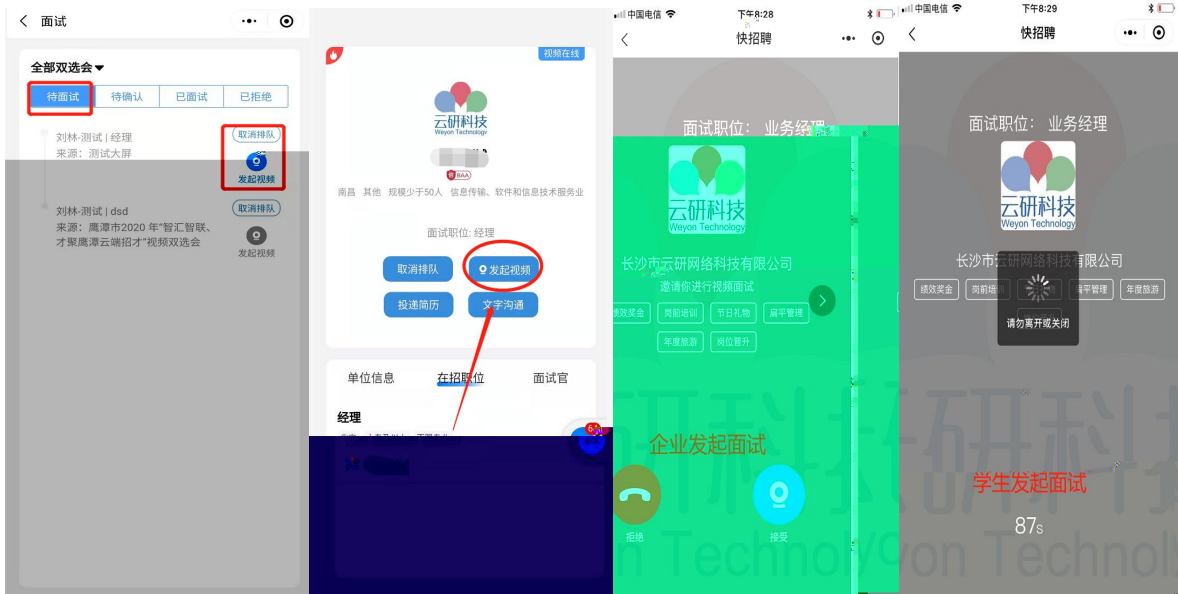 面试
全部双选会
待面试
待确认
已面试
已拒绝
刘林-测试 | 经理
来源：测试大屏
取消排队
发起视频
刘林-测试 | dsd
来源：鹰潭市2020 年“智汇智联、
才聚鹰潭云端招才”视频双选会
取消排队
发起视频
视频在线
云研科技
Weyon Technology
BAA
南昌 其他 规模少于50人 信息传输、软件和信息技术服务业
面试职位: 经理
取消排队
发起视频
投递简历
文字沟通
单位信息
在招职位
面试官
经理
中国电信
下午8:28
快招聘
面试职位： 业务经理
云研科技
Weyon Technology
长沙市云研网络科技有限公司
邀请你进行视频面试
绩效奖金
岗前培训
节日礼物
扁平管理
年度旅游
岗位晋升
企业发起面试
拒绝
接受
中国电信
下午8:29
快招聘
面试职位： 业务经理
云研科技
Weyon Technology
长沙市云研网络科技有限公司
绩效奖金
岗前培训
扁平管理
年度旅游
请勿离开或关闭
学生发起面试
87s